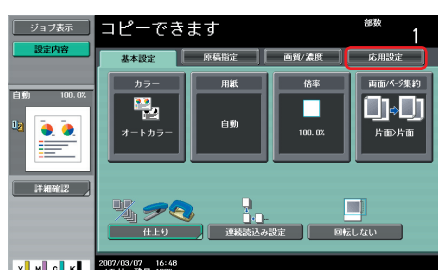 ジョブ表示
設定内容
コピーできます
部数
1
基本設定
原稿指定
画質/濃度
応用設定
自動 100.0%
カラー
オートカラー
用紙
自動
倍率
100.0%
両面/ページ集約
片面>片面
詳細確認
仕上り
連続読込み設定
回転しない
Y M C K
2007/03/07 16:48